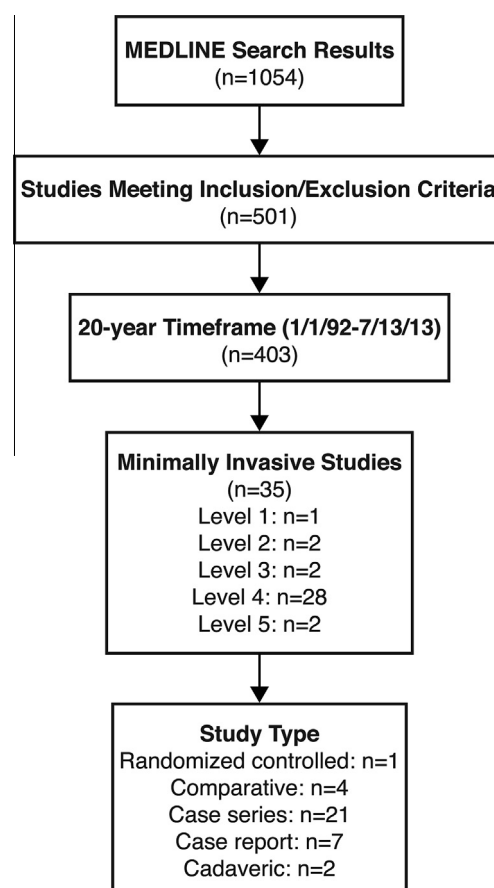 MEDLINE Search Results
(n=1054)
Studies Meeting Inclusion/Exclusion Criteria
(n=501)
20-year Timeframe (1/1/92-7/13/13)
(n=403)
Minimally Invasive Studies
(n=35)
Level 1: n=1
Level 2: n=2
Level 3: n=2
Level 4: n=28
Level 5: n=2
Study Type
Randomized controlled: n=1
Comparative: n=4
Case series: n=21
Case report: n=7
Cadaveric: n=2